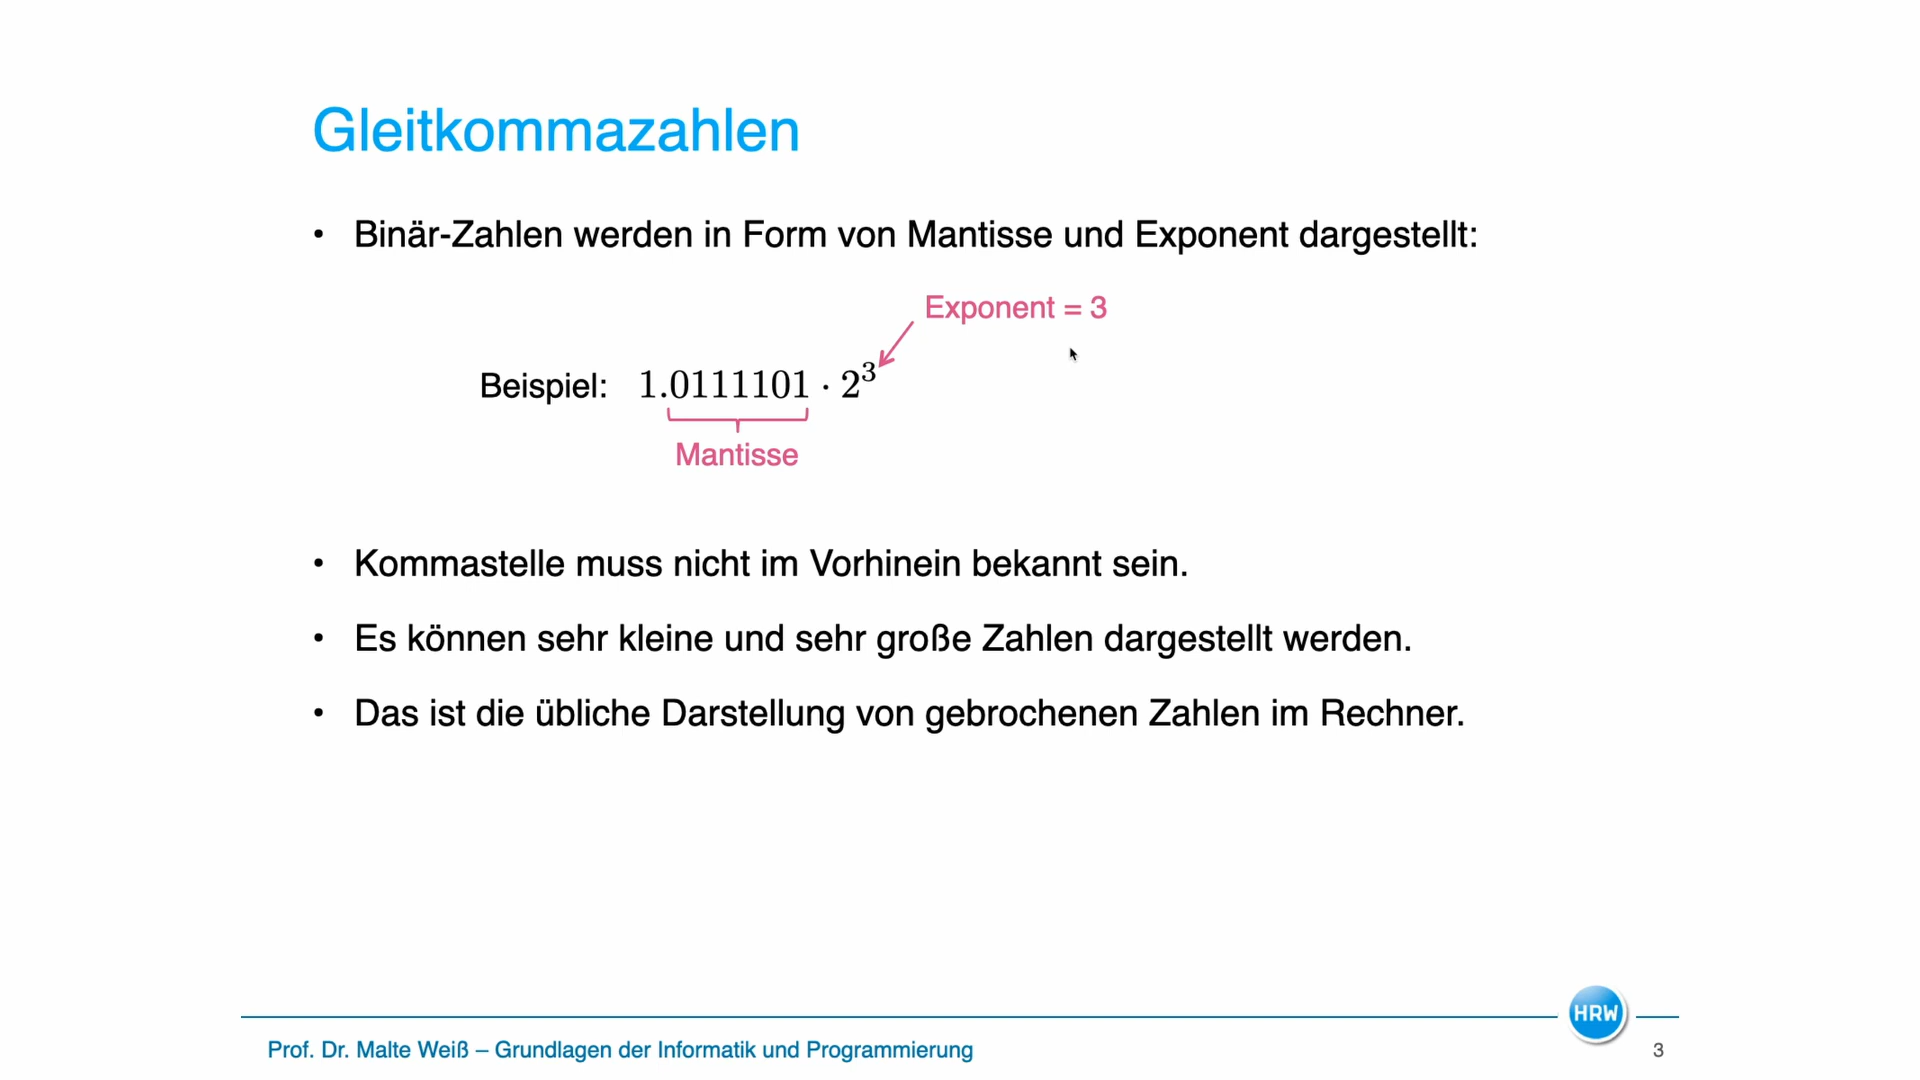 Gleitkommazahlen
• Binär-Zahlen werden in Form von Mantisse und Exponent dargestellt:
Exponent = 3
Beispiel: 1.0111101 · 2³
Mantisse
• Kommastelle muss nicht im Vorhinein bekannt sein.
• Es können sehr kleine und sehr große Zahlen dargestellt werden.
• Das ist die übliche Darstellung von gebrochenen Zahlen im Rechner.
HRW
Prof. Dr. Malte Weiß – Grundlagen der Informatik und Programmierung
3